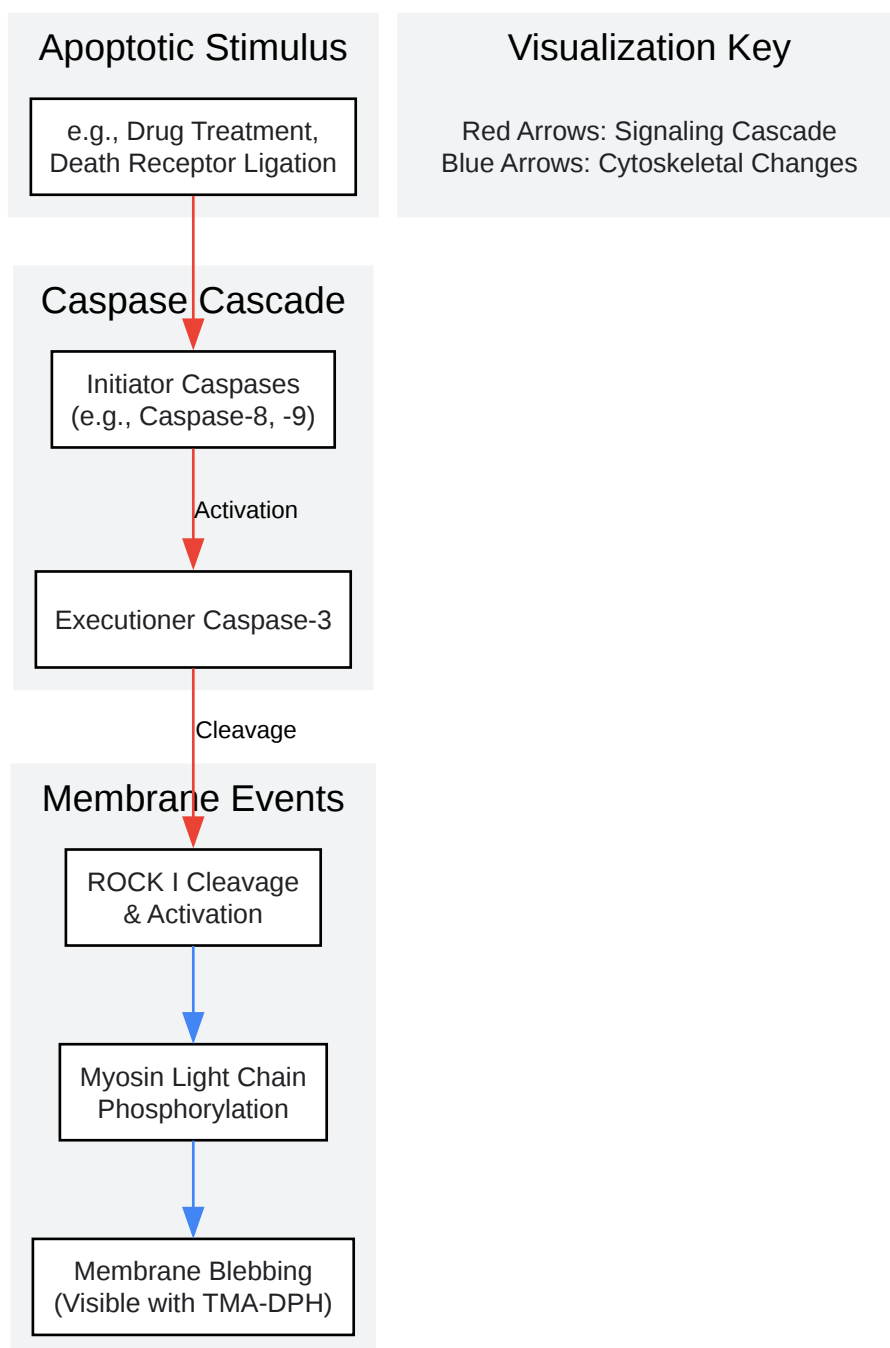 Apoptotic Stimulus
e.g., Drug Treatment,
Death Receptor Ligation
Visualization Key
Red Arrows: Signaling Cascade
Blue Arrows: Cytoskeletal Changes
Caspase Cascade
Initiator Caspases
(e.g., Caspase-8, -9)
Activation
Executioner Caspase-3
Cleavage
Membrane Events
ROCK I Cleavage
& Activation
Myosin Light Chain
Phosphorylation
Membrane Blebbing
(Visible with TMA-DPH)